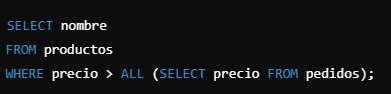 SELECT nombre
FROM productos
WHERE precio > ALL (SELECT precio FROM pedidos);